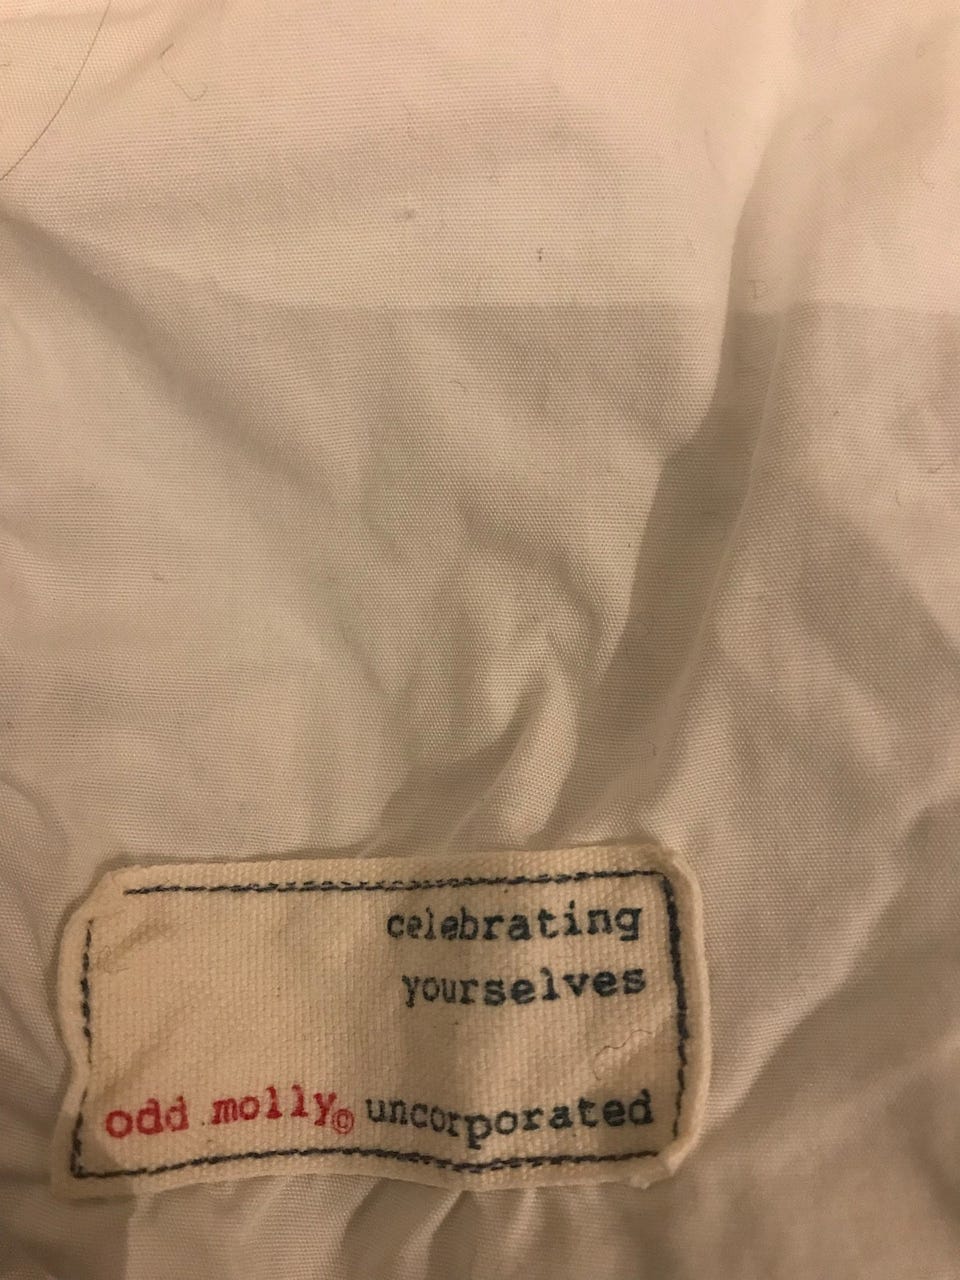 celebrating
yourselves
odd molly© uncorporated